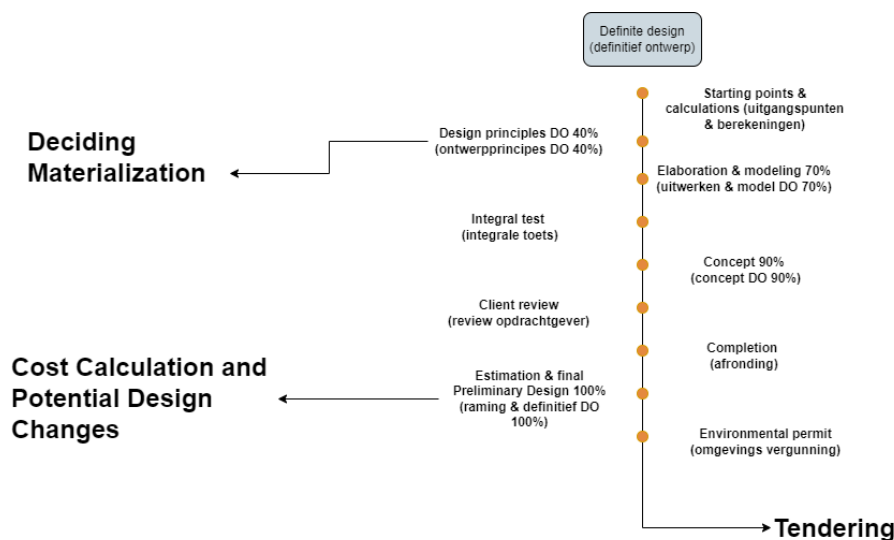 Definite design
(definitief ontwerp)
Starting points &
calculations (uitgangspunten
& berekeningen)
Design principles DO 40%
(ontwerpprincipes DO 40%)
Deciding
Materialization
Elaboration & modeling 70%
(uitwerken & model DO 70%)
Integral test
(integrale toets)
Concept 90%
(concept DO 90%)
Client review
(review opdrachtgever)
Completion
(afronding)
Estimation & final
Preliminary Design 100%
(raming & definitief DO
100%)
Cost Calculation and
Potential Design
Changes
Environmental permit
(omgevings vergunning)
Tendering